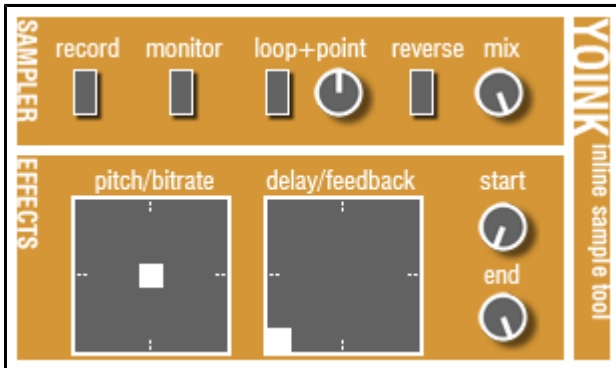 SAMPLER
record monitor loop+point reverse mix
EFFECTS
pitch/bitrate delay/feedback start
end
YOINK
inline sample tool